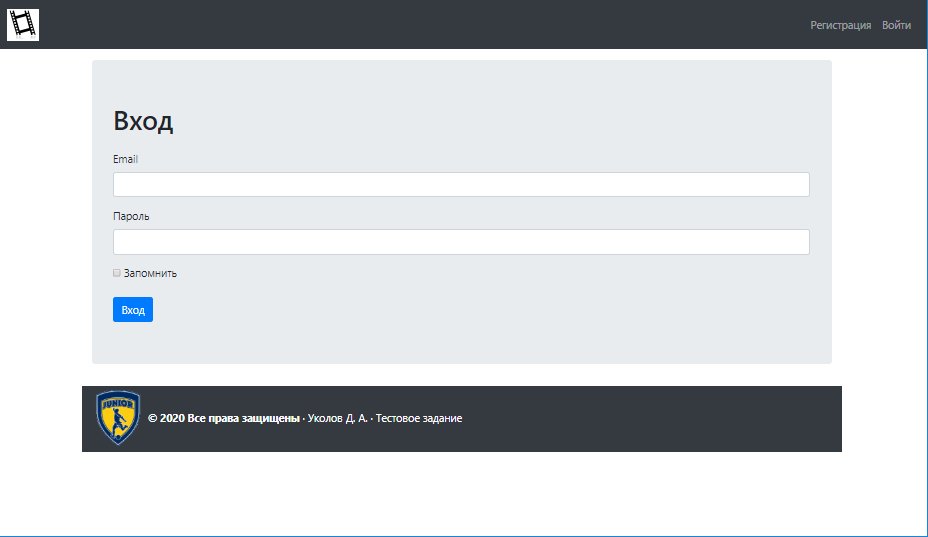 Регистрация Войти
Вход
Email
Пароль
Запомнить
Вход
JUNIOR
© 2020 Все права защищены · Уколов Д. А. · Тестовое задание